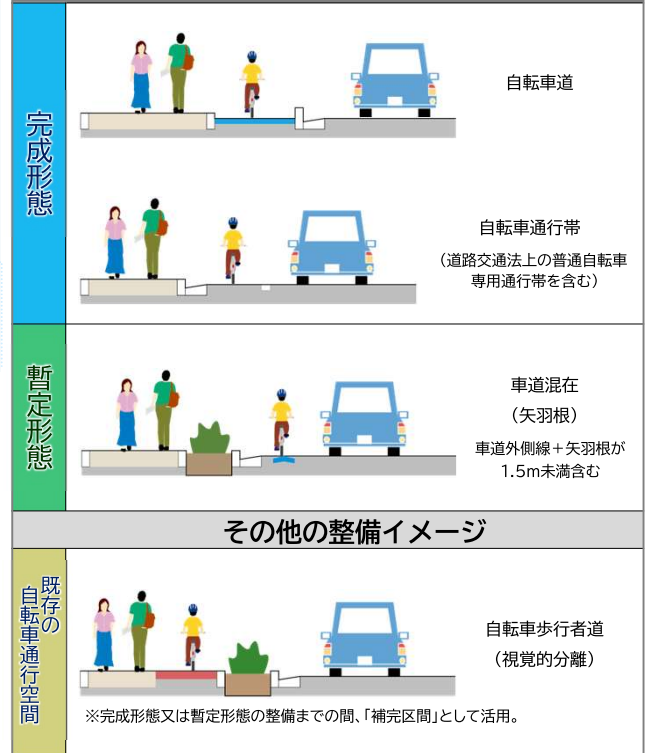 完成形態
自転車道
自転車通行帯
(道路交通法上の普通自転車
専用通行帯を含む)
暫定形態
車道混在
(矢羽根)
車道外側線+矢羽根が
1.5m未満含む
その他の整備イメージ
既存の
自転車通行空間
自転車歩行者道
(視覚的分離)
※完成形態又は暫定形態の整備までの間、「補完区間」として活用。